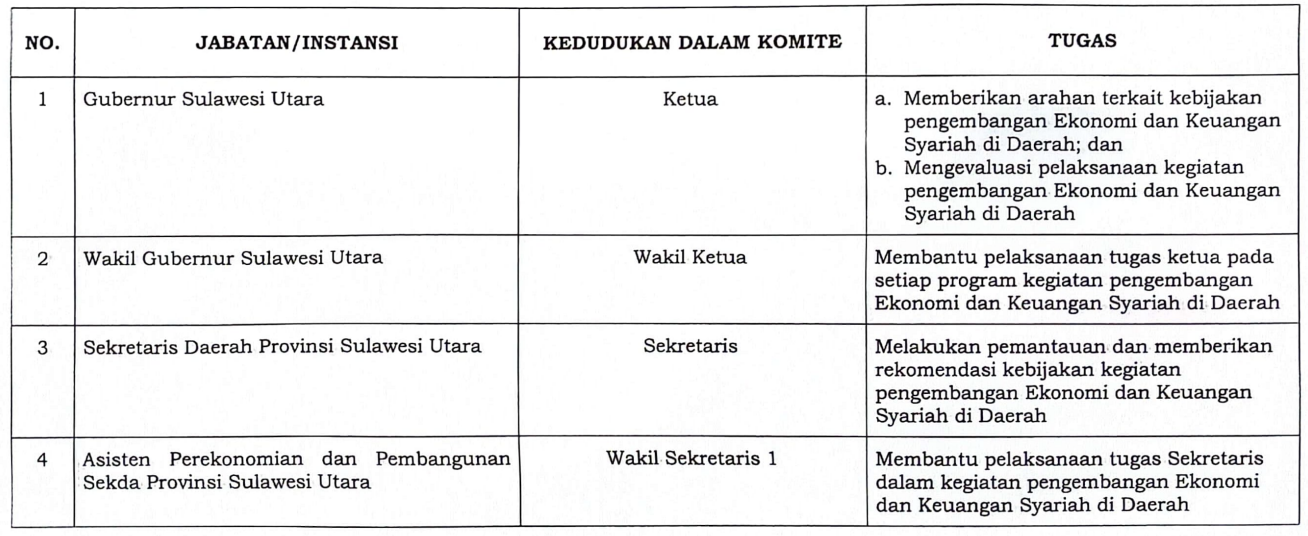 NO. JABATAN/INSTANSI KEDUDUKAN DALAM KOMITE TUGAS
1 Gubernur Sulawesi Utara Ketua a. Memberikan arahan terkait kebijakan
pengembangan Ekonomi dan Keuangan
Syariah di Daerah; dan
b. Mengevaluasi pelaksanaan kegiatan
pengembangan Ekonomi dan Keuangan
Syariah di Daerah
2 Wakil Gubernur Sulawesi Utara Wakil Ketua Membantu pelaksanaan tugas ketua pada
setiap program kegiatan pengembangan
Ekonomi dan Keuangan Syariah di Daerah
3 Sekretaris Daerah Provinsi Sulawesi Utara Sekretaris Melakukan pemantauan dan memberikan
rekomendasi kebijakan kegiatan
pengembangan Ekonomi dan Keuangan
Syariah di Daerah
4 Asisten Perekonomian dan Pembangunan Wakil Sekretaris 1 Membantu pelaksanaan tugas Sekretaris
Sekda Provinsi Sulawesi Utara dalam kegiatan pengembangan Ekonomi
dan Keuangan Syariah di Daerah